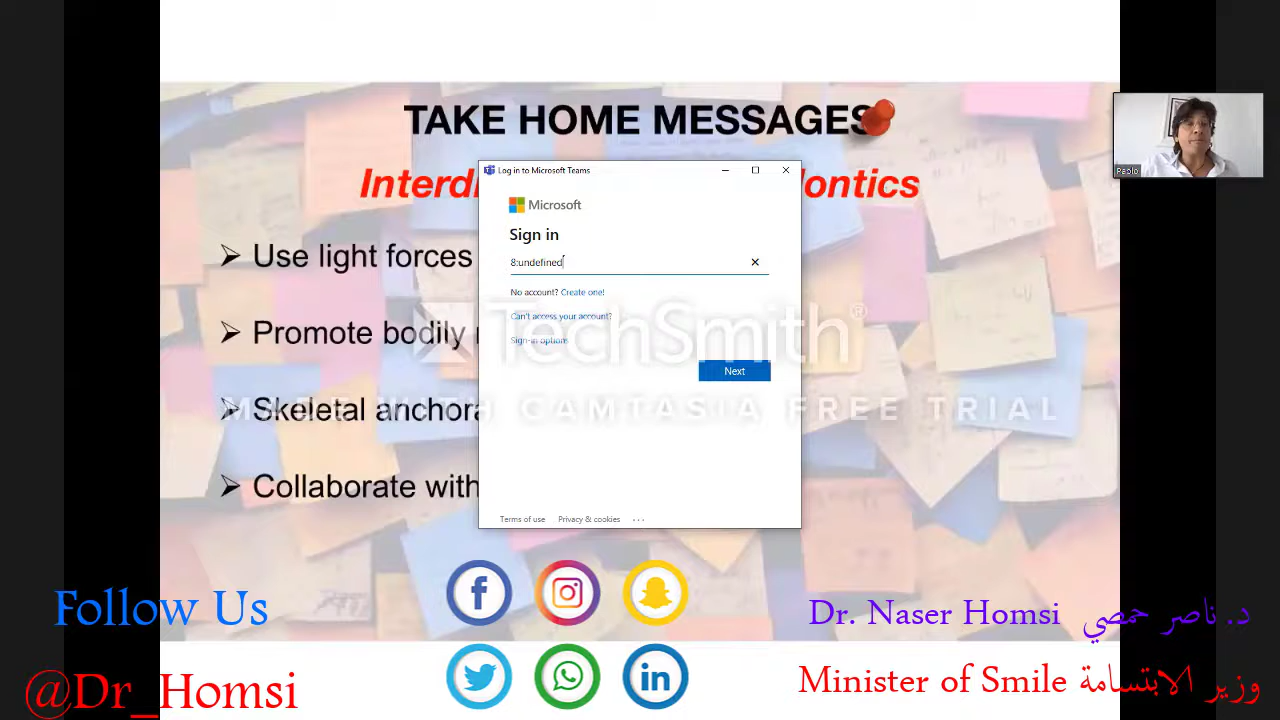 TAKE HOME MESSAGES
Interdi ontics
Log in to Microsoft Teams
Microsoft
Sign in
8:undefined
No account? Create one!
Can't access your account?
Sign-in options
Next
Terms of use Privacy & cookies ...
Use light forces
Promote bodily
Skeletal anchora
Collaborate with
TechSmith®
MADE WITH CAMTASIA FREE TRIAL
Paolo
Follow Us
@Dr_Homsi
Dr. Naser Homsi د. ناصر حمصي
Minister of Smile وزير الابتسامة